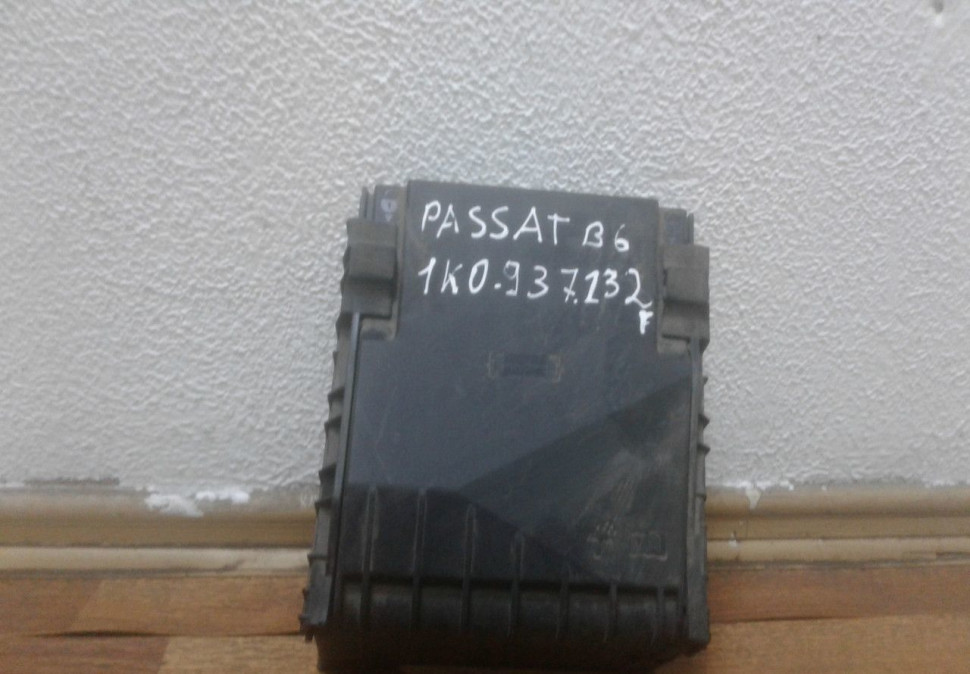 PASSAT B6
1K0.937.132
F